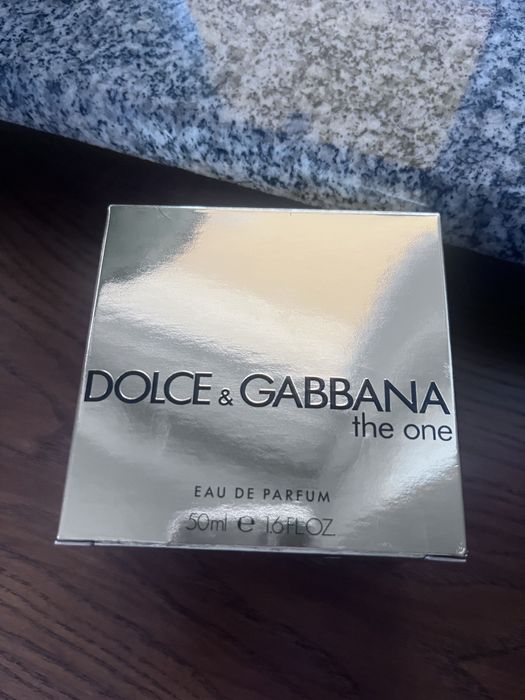 DOLCE & GABBANA
the one
EAU DE PARFUM
50ml e 1.6FL.OZ.